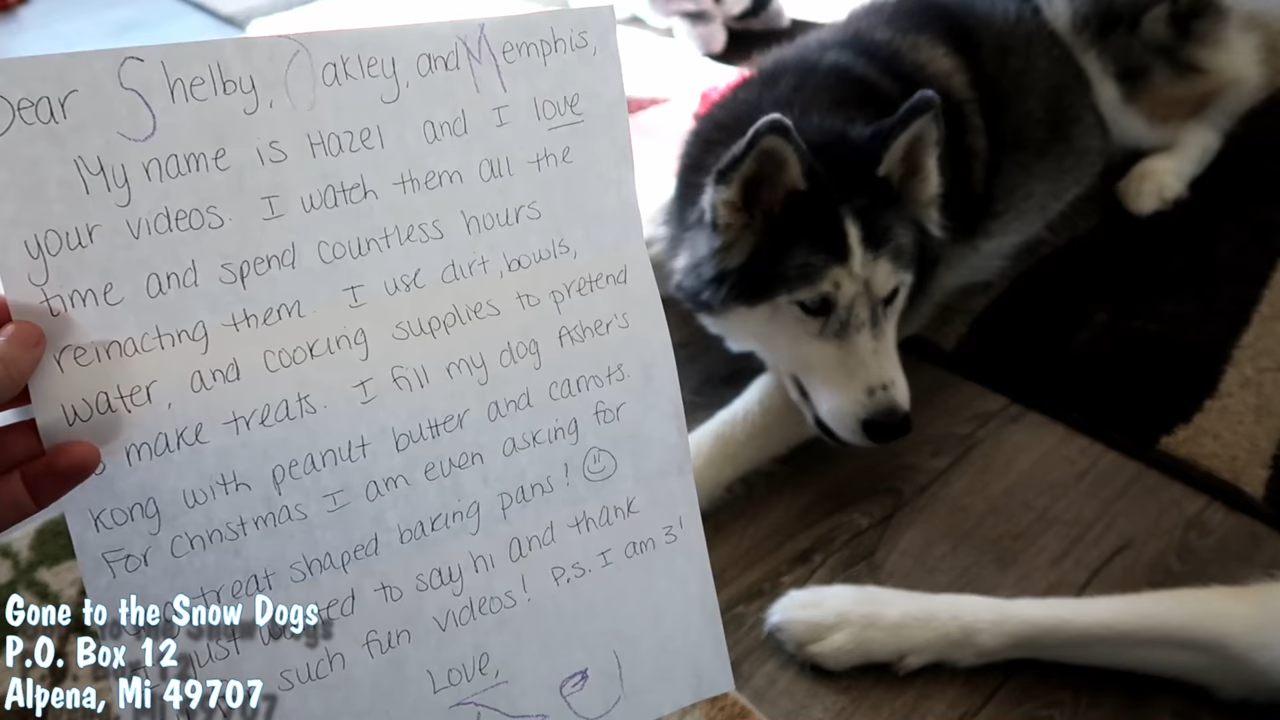 Dear Shelby, Oakley, and Memphis,
My name is Hazel and I love
your videos. I watch them all the
time and spend countless hours
reinacting them. I use dirt, bowls,
water, and cooking supplies to pretend
make treats. I fill my dog Asher's
kong with peanut butter and carrots.
For Christmas I am even asking for
treat shaped baking pans! ☺
just to say hi and thank
such fun videos! P.S. I am 3!
Love,
Gone to the Snow Dogs
P.O. Box 12
Alpena, Mi 49707